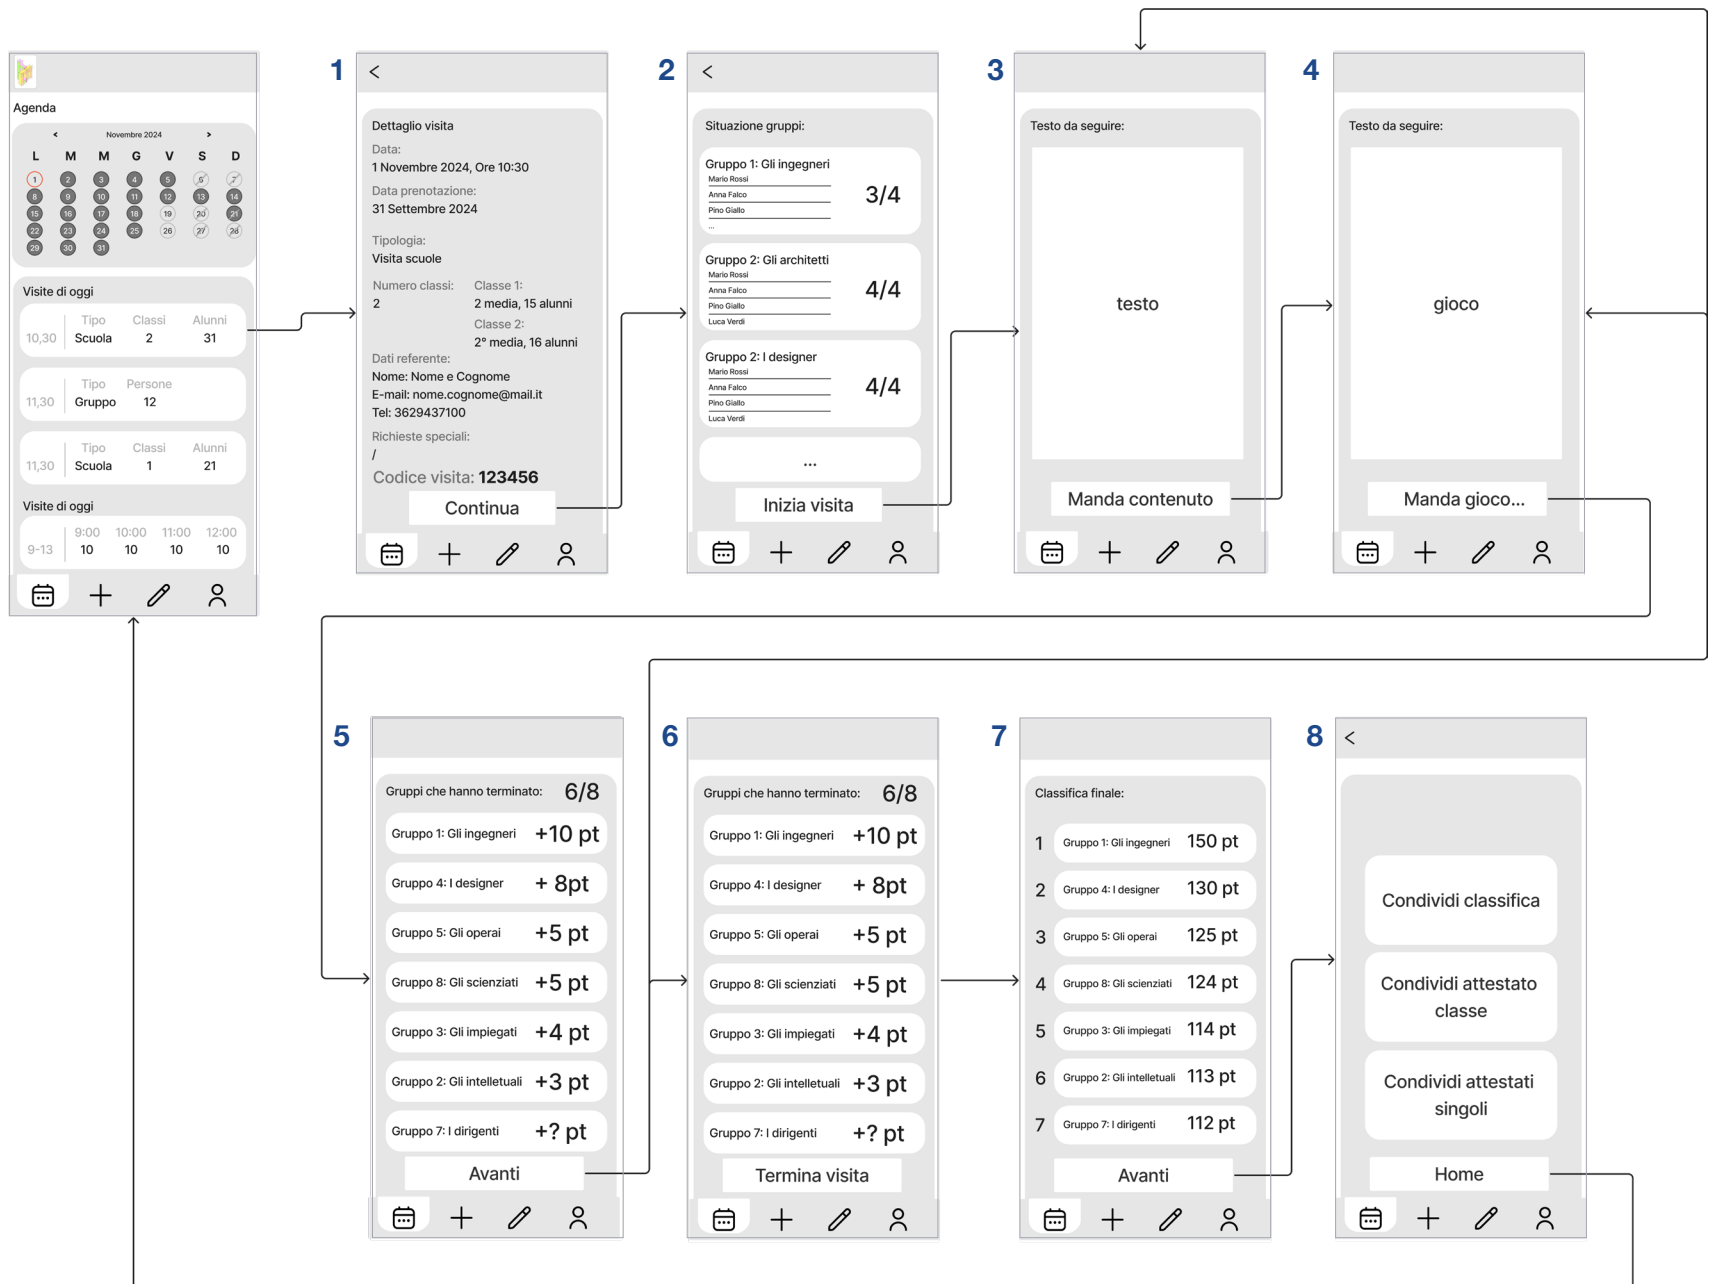 Agenda
<
Novembre 2024
>
L M M G V S D
1 2 3 4 5 6 7
8 9 10 11 12 13 14
15 16 17 18 19 20 21
22 23 24 25 26 27 28
29 30 31
Visite di oggi
Tipo Classi Alunni
10,30 Scuola 2 31
Tipo Persone
11,30 Gruppo 12
Tipo Classi Alunni
11,30 Scuola 1 21
Visite di oggi
9:00 10:00 11:00 12:00
9-13 10 10 10 10
1
<
Dettaglio visita
Data:
1 Novembre 2024, Ore 10:30
Data prenotazione:
31 Settembre 2024
Tipologia:
Visita scuole
Numero classi: Classe 1:
2 2 media, 15 alunni
Classe 2:
2° media, 16 alunni
Dati referente:
Nome: Nome e Cognome
E-mail: nome.cognome@mail.it
Tel: 3629437100
Richieste speciali:
/
Codice visita: 123456
Continua
2
<
Situazione gruppi:
Gruppo 1: Gli ingegneri
Mario Rossi
Anna Falco
Pino Giallo
...
3/4
Gruppo 2: Gli architetti
Mario Rossi
Anna Falco
Pino Giallo
Luca Verdi
4/4
Gruppo 2: I designer
Mario Rossi
Anna Falco
Pino Giallo
Luca Verdi
4/4
...
Inizia visita
3
Testo da seguire:
testo
Manda contenuto
4
Testo da seguire:
gioco
Manda gioco...
5
Gruppi che hanno terminato: 6/8
Gruppo 1: Gli ingegneri +10 pt
Gruppo 4: I designer + 8pt
Gruppo 5: Gli operai +5 pt
Gruppo 8: Gli scienziati +5 pt
Gruppo 3: Gli impiegati +4 pt
Gruppo 2: Gli intelletuali +3 pt
Gruppo 7: I dirigenti +? pt
Avanti
6
Gruppi che hanno terminato: 6/8
Gruppo 1: Gli ingegneri +10 pt
Gruppo 4: I designer + 8pt
Gruppo 5: Gli operai +5 pt
Gruppo 8: Gli scienziati +5 pt
Gruppo 3: Gli impiegati +4 pt
Gruppo 2: Gli intelletuali +3 pt
Gruppo 7: I dirigenti +? pt
Termina visita
7
Classifica finale:
1 Gruppo 1: Gli ingegneri 150 pt
2 Gruppo 4: I designer 130 pt
3 Gruppo 5: Gli operai 125 pt
4 Gruppo 8: Gli scienziati 124 pt
5 Gruppo 3: Gli impiegati 114 pt
6 Gruppo 2: Gli intelletuali 113 pt
7 Gruppo 7: I dirigenti 112 pt
Avanti
8
<
Condividi classifica
Condividi attestato
classe
Condividi attestati
singoli
Home